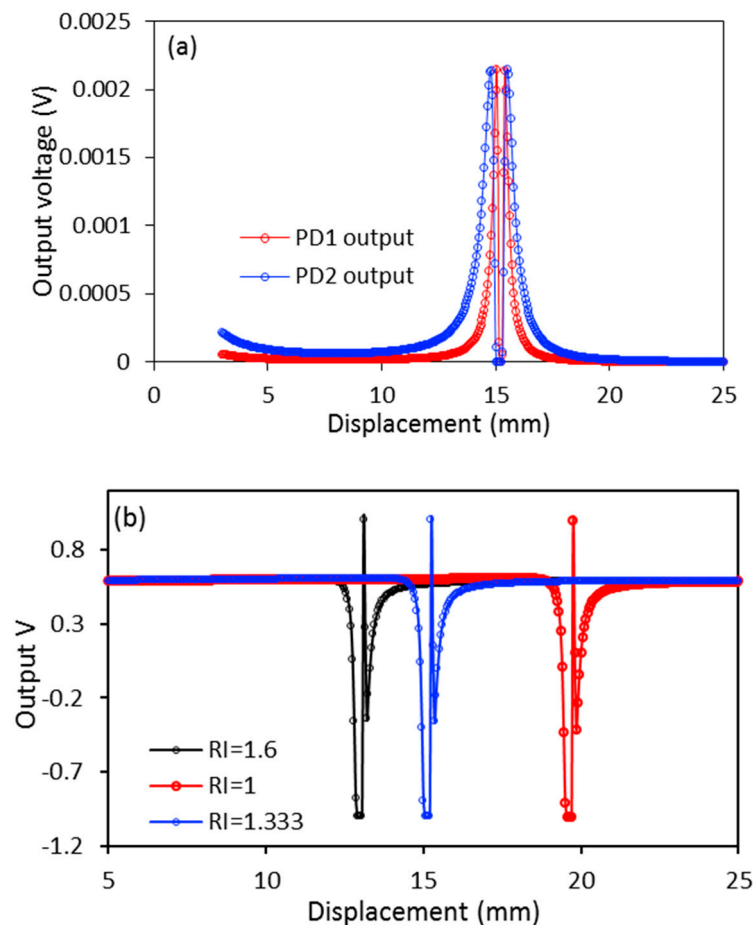 (a)
Output voltage (V)
0.0025
0.002
0.0015
0.001
0.0005
0
PD1 output
PD2 output
0 5 10 15 20 25
Displacement (mm)
(b)
Output V
0.8
0.3
-0.2
-0.7
-1.2
RI=1.6
RI=1
RI=1.333
5 10 15 20 25
Displacement (mm)